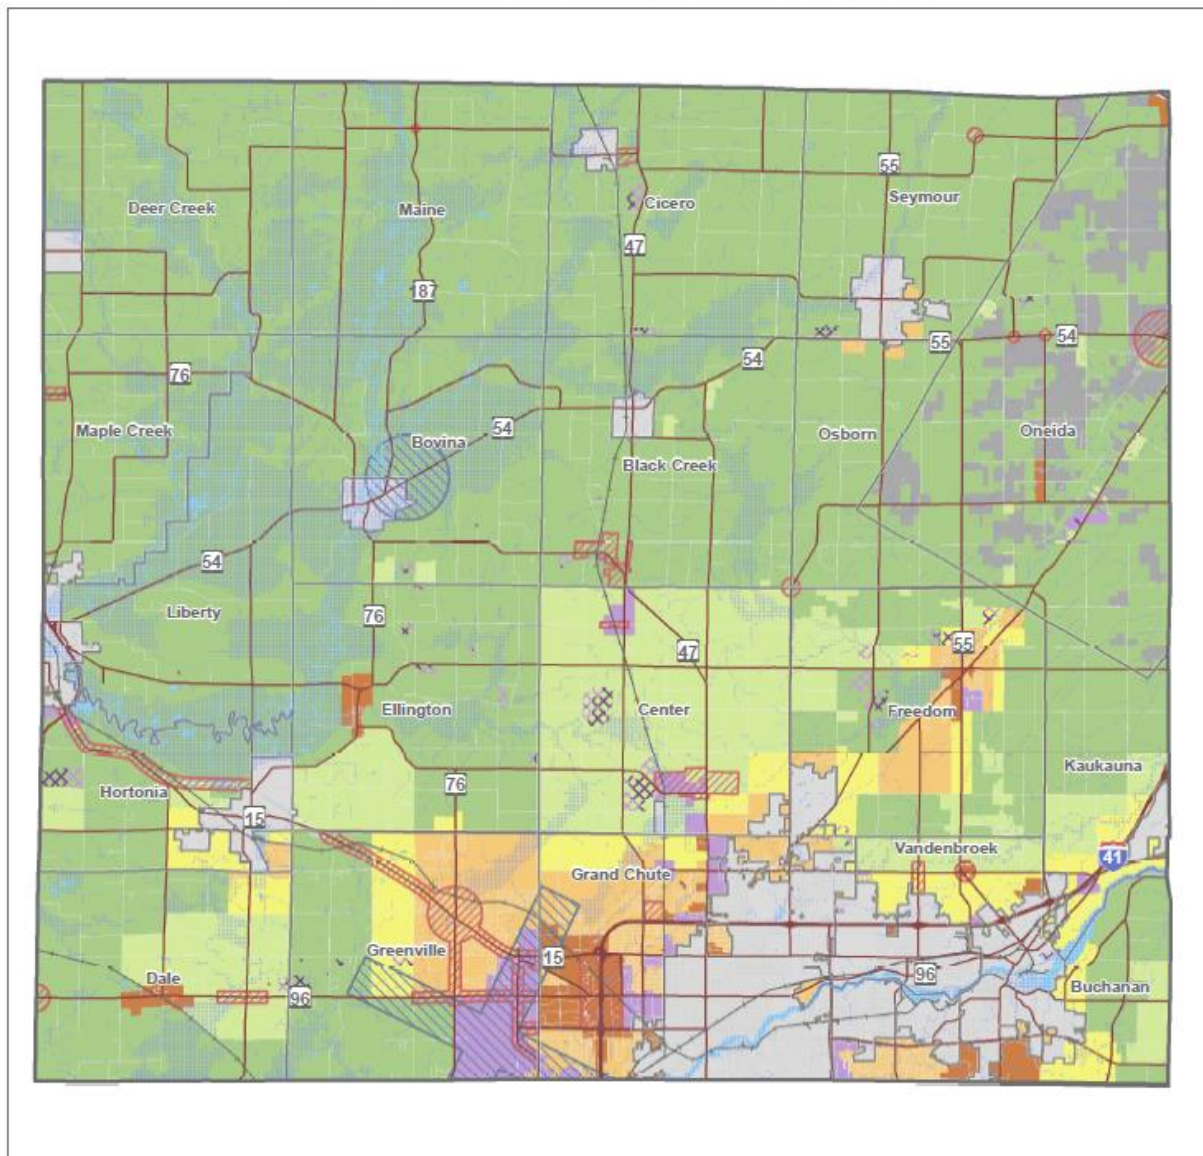 55
Seymour
Deer Creek
Maine
Cicero
47
187
55
54
54
76
Maple Creek
Bovina
54
Osborn
Oneida
Black Creek
54
Liberty
76
55
47
Ellington
Center
Freedom
Kaukauna
76
Hortonia
15
Vandenbroek
41
Grand Chute
Greenville
15
96
Dale
96
Buchanan